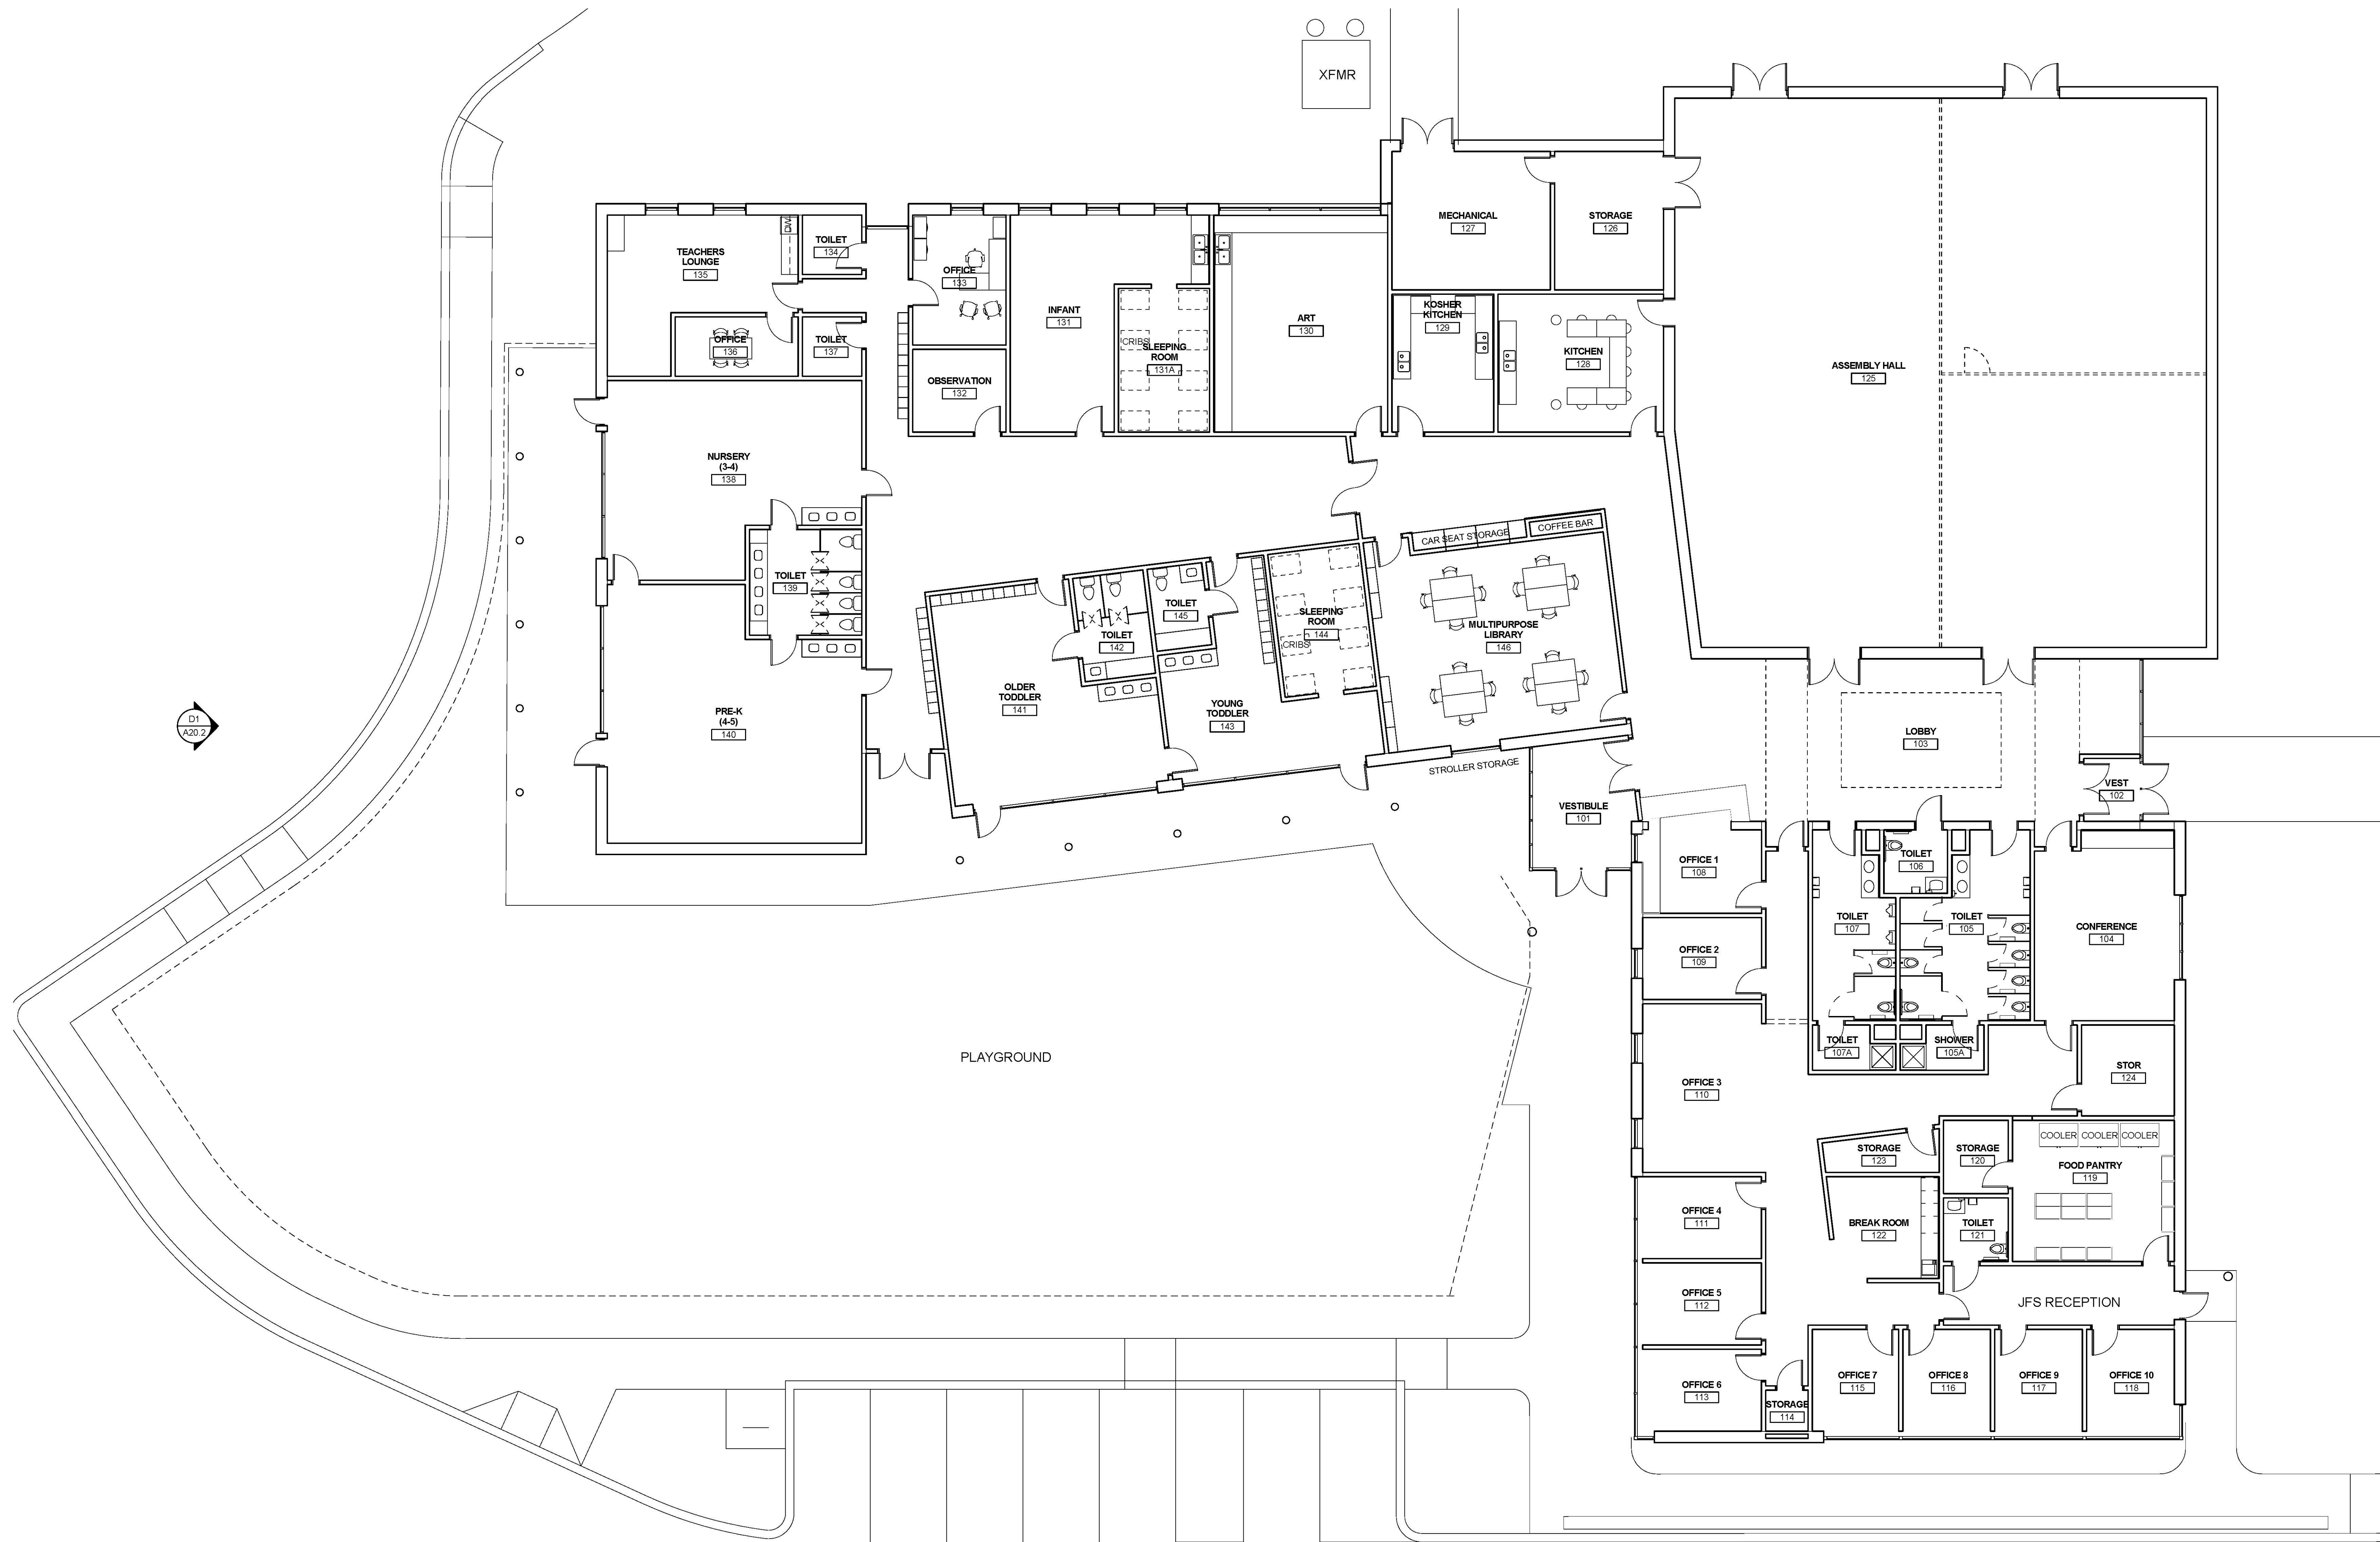 XFMR
MECHANICAL
127
STORAGE
126
TEACHERS
LOUNGE
135
DW
TOILET
134
OFFICE
133
INFANT
131
CRIBS
SLEEPING
ROOM
131A
ART
130
KOSHER
KITCHEN
129
KITCHEN
128
ASSEMBLY HALL
125
OFFICE
136
TOILET
137
OBSERVATION
132
NURSERY
(3-4)
138
TOILET
139
PRE-K
(4-5)
140
D1
A20.2
OLDER
TODDLER
141
TOILET
142
TOILET
145
YOUNG
TODDLER
143
SLEEPING
ROOM
144
CRIBS
CAR SEAT STORAGE
COFFEE BAR
MULTIPURPOSE
LIBRARY
146
STROLLER STORAGE
VESTIBULE
101
LOBBY
103
VEST
102
OFFICE 1
108
TOILET
106
TOILET
107
TOILET
105
CONFERENCE
104
OFFICE 2
109
TOILET
107A
SHOWER
105A
STOR
124
OFFICE 3
110
PLAYGROUND
STORAGE
123
STORAGE
120
COOLER
COOLER
COOLER
FOOD PANTRY
119
OFFICE 4
111
BREAK ROOM
122
TOILET
121
OFFICE 5
112
JFS RECEPTION
OFFICE 6
113
STORAGE
114
OFFICE 7
115
OFFICE 8
116
OFFICE 9
117
OFFICE 10
118